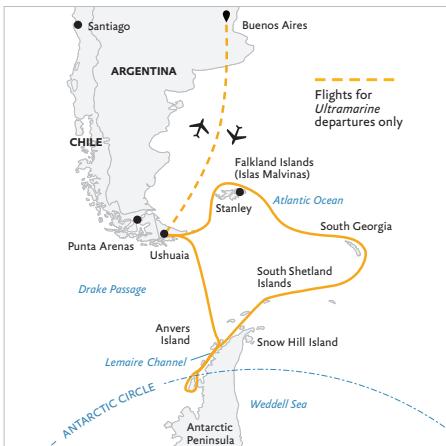 Santiago
Buenos Aires
ARGENTINA
Flights for
Ultramarine
departures only
CHILE
Falkland Islands
(Islas Malvinas)
Stanley
Atlantic Ocean
South Georgia
Punta Arenas
Ushuaia
South Shetland
Islands
Drake Passage
Anvers
Island
Snow Hill Island
Lemaire Channel
ANTARCTIC CIRCLE
Weddell Sea
Antarctic
Peninsula